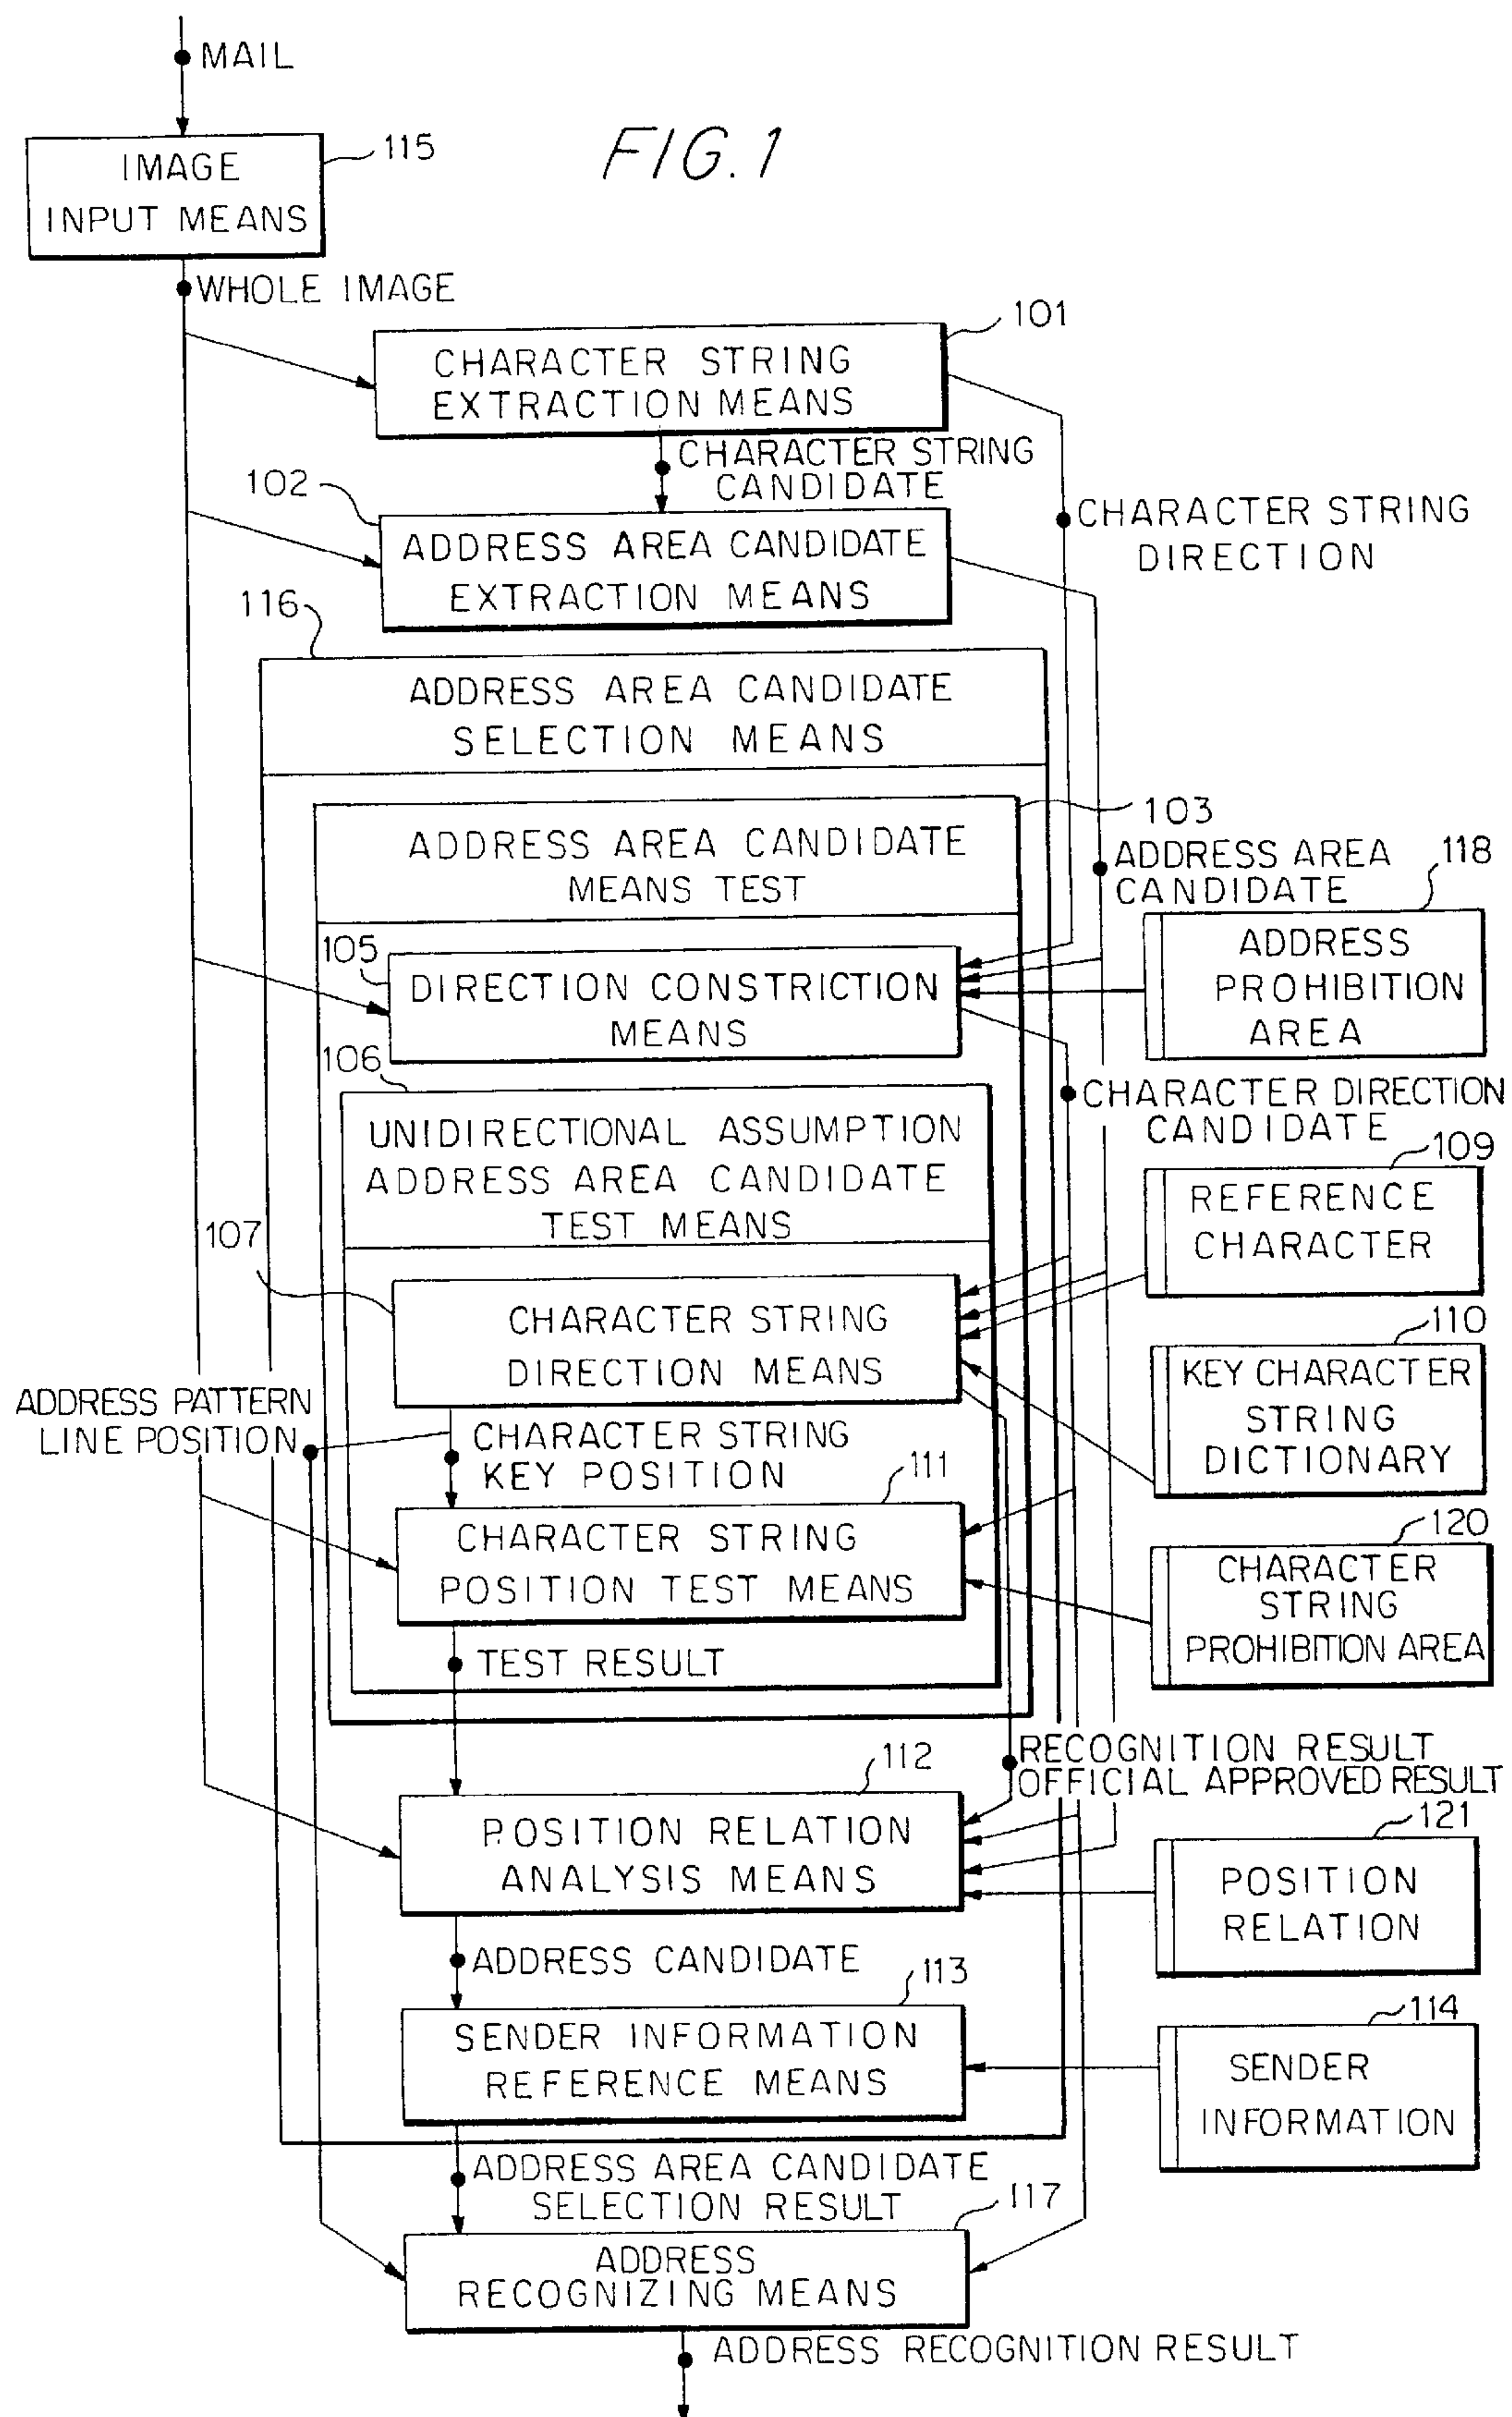 MAIL
FIG. 1
IMAGE
INPUT MEANS
115
WHOLE IMAGE
101
CHARACTER STRING
EXTRACTION MEANS
CHARACTER STRING
CANDIDATE
102
CHARACTER STRING
DIRECTION
ADDRESS AREA CANDIDATE
EXTRACTION MEANS
116
ADDRESS AREA CANDIDATE
SELECTION MEANS
103
ADDRESS AREA CANDIDATE
MEANS TEST
ADDRESS AREA
CANDIDATE
118
ADDRESS
PROHIBITION
AREA
105
DIRECTION CONSTRICTION
MEANS
106
CHARACTER DIRECTION
CANDIDATE
UNIDIRECTIONAL ASSUMPTION
ADDRESS AREA CANDIDATE
TEST MEANS
109
REFERENCE
CHARACTER
107
CHARACTER STRING
DIRECTION MEANS
110
KEY CHARACTER
STRING
DICTIONARY
ADDRESS PATTERN
LINE POSITION
CHARACTER STRING
KEY POSITION
111
CHARACTER STRING
POSITION TEST MEANS
120
CHARACTER
STRING
PROHIBITION AREA
TEST RESULT
RECOGNITION RESULT
OFFICIAL APPROVED RESULT
112
POSITION RELATION
ANALYSIS MEANS
121
POSITION
RELATION
ADDRESS CANDIDATE
113
SENDER INFORMATION
REFERENCE MEANS
114
SENDER
INFORMATION
ADDRESS AREA CANDIDATE
SELECTION RESULT
117
ADDRESS
RECOGNIZING MEANS
ADDRESS RECOGNITION RESULT